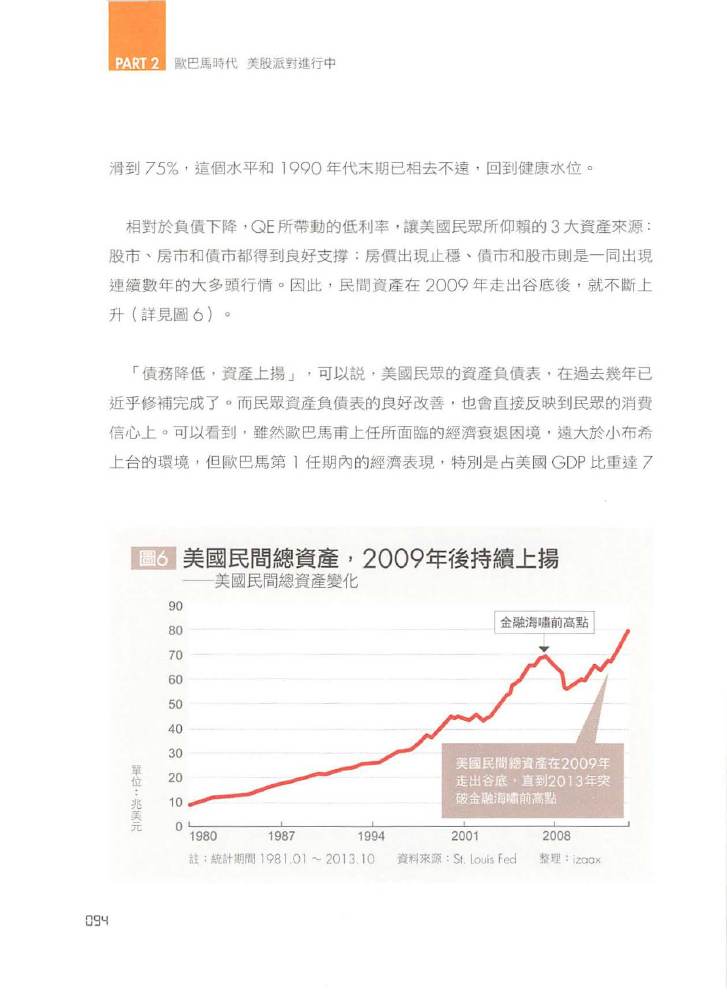 PART 2 歐巴馬時代 美股派對進行中
滑到 75%，這個水平和 1990 年代末期已相去不遠，回到健康水位。
相對於負債下降，QE 所帶動的低利率，讓美國民眾所仰賴的 3 大資產來源：
股市、房市和債市都得到良好支撐；房價出現止穩、債市和股市則是一同出現
連續數年的大多頭行情。因此，民間資產在 2009 年走出谷底後，就不斷上
升（詳見圖 6）。
「債務降低，資產上揚」，可以説，美國民眾的資產負債表，在過去幾年已
近乎修補完成了。而民眾資產負債表的良好改善，也會直接反映到民眾的消費
信心上。可以看到，雖然歐巴馬甫上任所面臨的經濟衰退困境，遠大於小布希
上台的環境，但歐巴馬第 1 任期內的經濟表現，特別是占美國 GDP 比重達 7
圖6 美國民間總資產，2009年後持續上揚
——美國民間總資產變化
90
80
70
60
50
40
30
20
10
0
單位：兆美元
金融海嘯前高點
美國民間總資產在2009年
走出谷底，直到2013年突
破金融海嘯前高點
1980 1987 1994 2001 2008
註：統計期間 1981.01 ～ 2013.10 資料來源：St. Louis Fed 整理：izaax
094